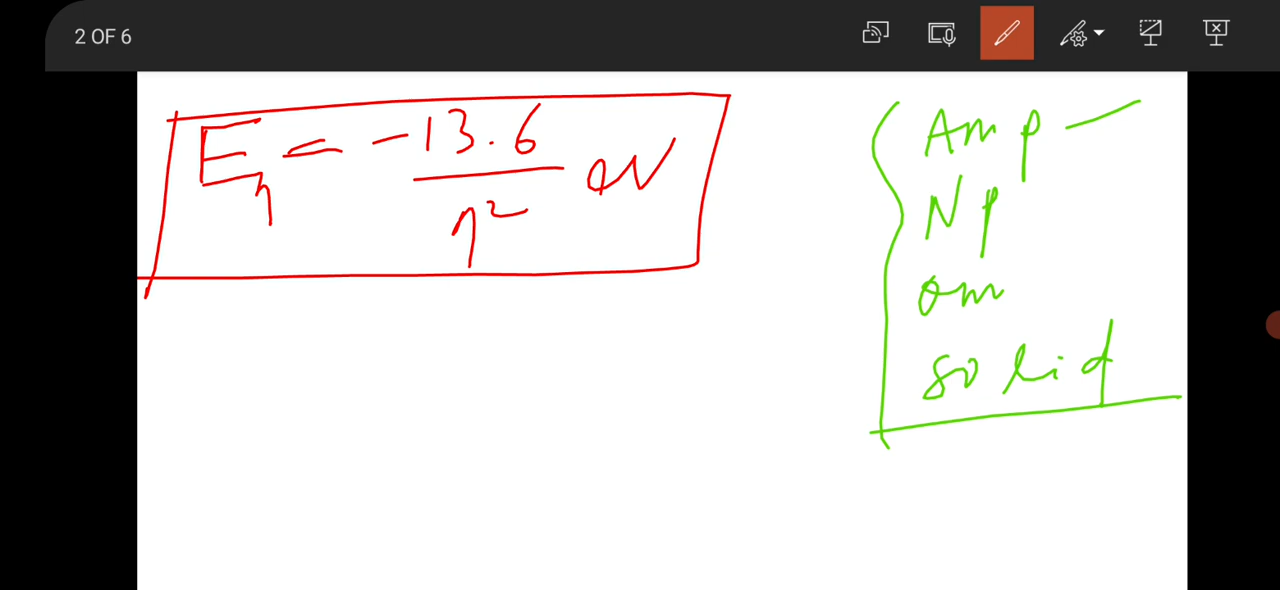 2 OF 6
Eₙ = -13.6/n² eV
Amp -
Np
om
solid